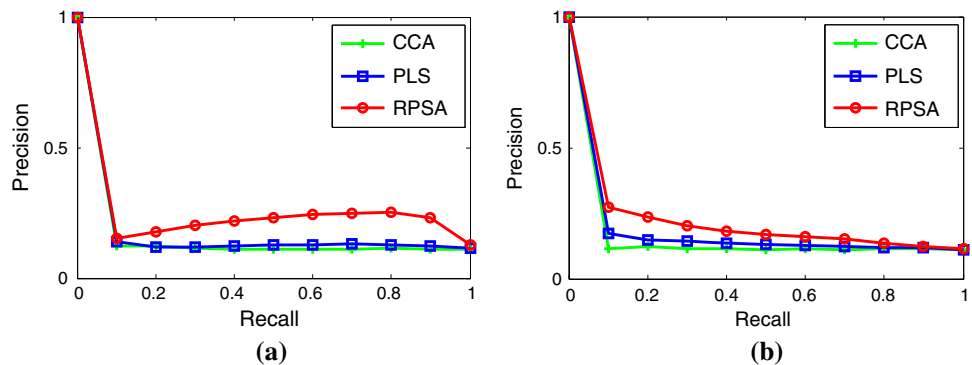 1
0.5
0
Precision
0 0.2 0.4 0.6 0.8 1
Recall
CCA
PLS
RPSA
(a)
1
0.5
0
Precision
0 0.2 0.4 0.6 0.8 1
Recall
CCA
PLS
RPSA
(b)